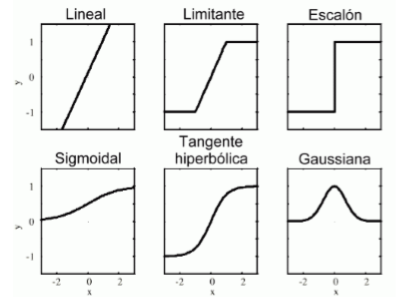 Lineal
Limitante
Escalón
y
1
0
-1
Sigmoidal
Tangente
hiperbólica
Gaussiana
y
1
0
-1
-2 0 2
-2 0 2
-2 0 2
x
x
x